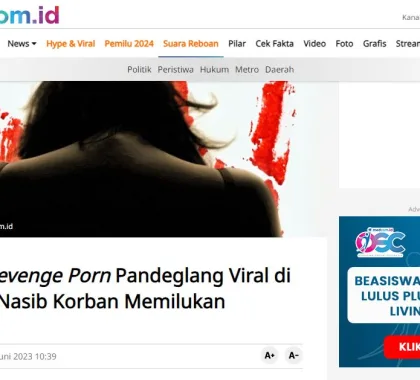 om.id
Kana
News Hype & Viral Pemilu 2024 Suara Reboan Pilar Cek Fakta Video Foto Grafis Stream
Politik Peristiwa Hukum Metro Daerah
m.id
Adv
OSC
BEASISWA
LULUS PLU
LIVIN
KLIK
evenge Porn Pandeglang Viral di
Nasib Korban Memilukan
uni 2023 10:39
A+ A-